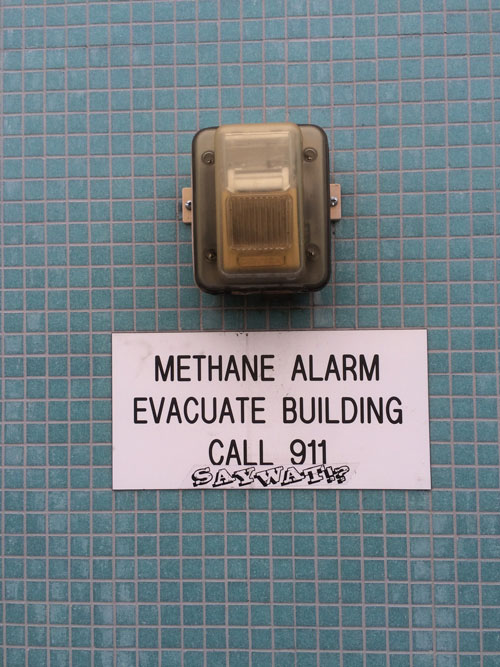 METHANE ALARM
EVACUATE BUILDING
CALL 911
SAYWAT!?